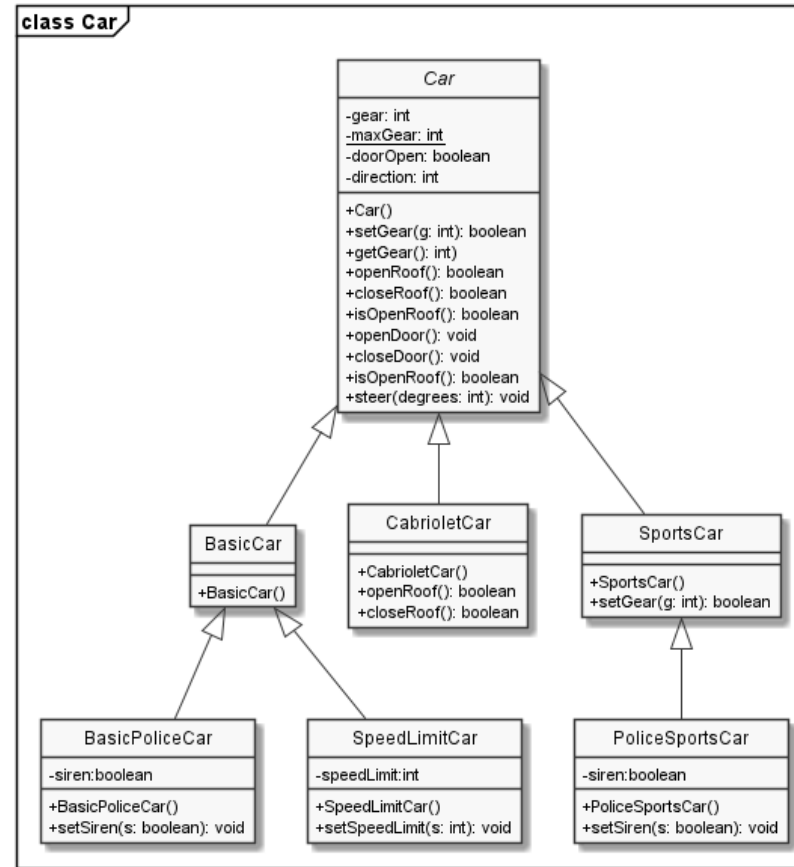 class Car
Car
-gear: int
-maxGear: int
-doorOpen: boolean
-direction: int
+Car()
+setGear(g: int): boolean
+getGear(): int)
+openRoof(): boolean
+closeRoof(): boolean
+isOpenRoof(): boolean
+openDoor(): void
+closeDoor(): void
+isOpenRoof(): boolean
+steer(degrees: int): void
BasicCar
+BasicCar()
CabrioletCar
+CabrioletCar()
+openRoof(): boolean
+closeRoof(): boolean
SportsCar
+SportsCar()
+setGear(g: int): boolean
BasicPoliceCar
-siren:boolean
+BasicPoliceCar()
+setSiren(s: boolean): void
SpeedLimitCar
-speedLimit:int
+SpeedLimitCar()
+setSpeedLimit(s: int): void
PoliceSportsCar
-siren:boolean
+PoliceSportsCar()
+setSiren(s: boolean): void